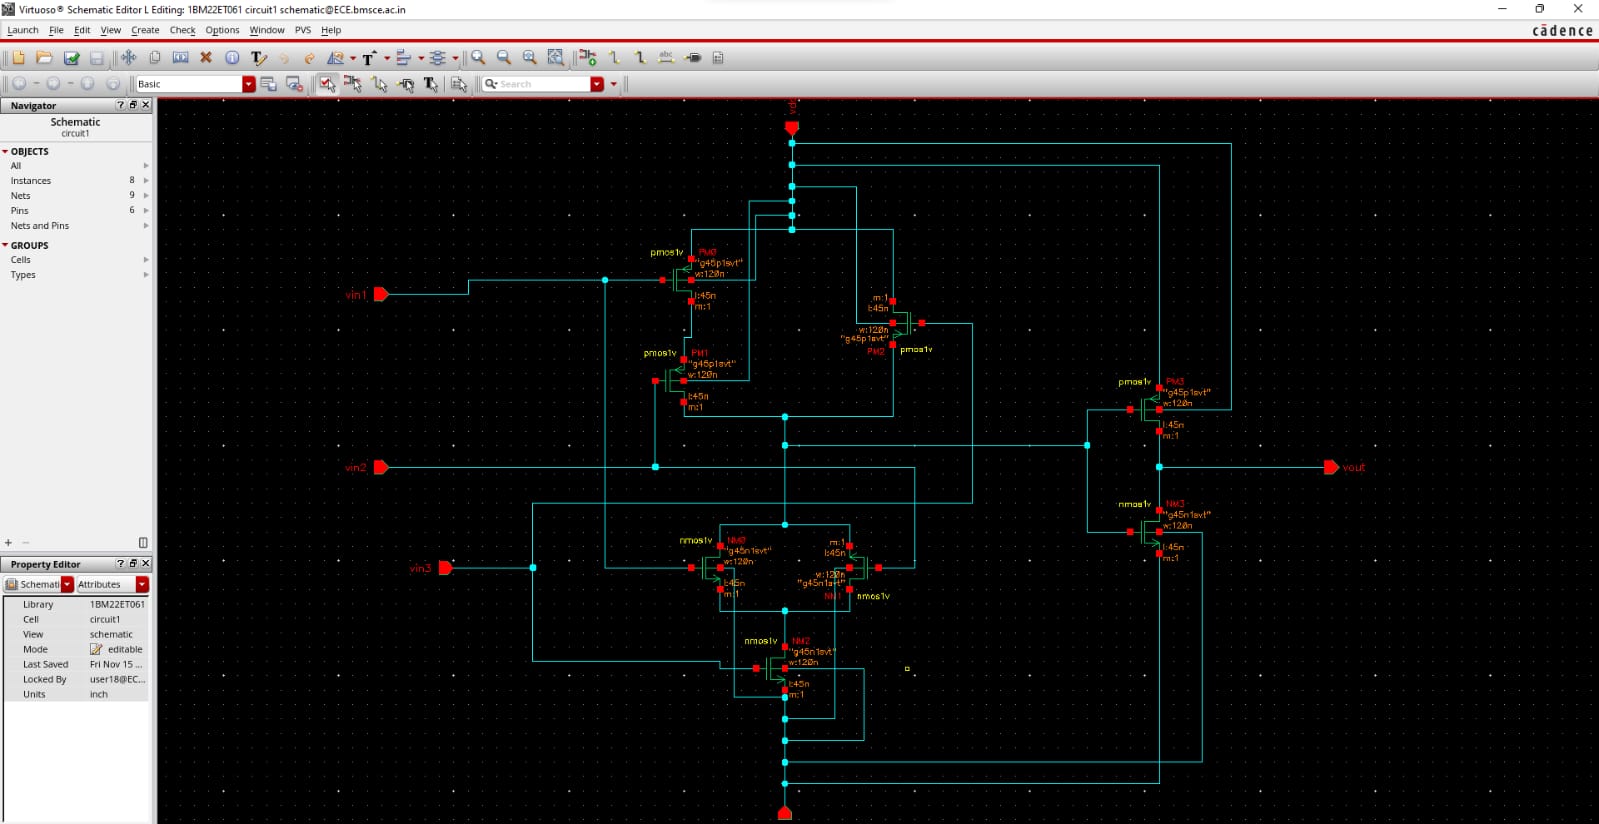 Virtuoso® Schematic Editor L Editing: 1BM22ET061 circuit1 schematic@ECE.bmsce.ac.in
Launch File Edit View Create Check Options Window PVS Help
cādence
Basic
Search
Navigator
Schematic
circuit1
OBJECTS
All
Instances 8
Nets 9
Pins 6
Nets and Pins
GROUPS
Cells
Types
Property Editor
Schemati Attributes
Library 1BM22ET061
Cell circuit1
View schematic
Mode editable
Last Saved Fri Nov 15 ...
Locked By user18@EC...
Units inch
pmos1v PM0
"g45p1svt"
w:120n
l:45n
m:1
vin1
m:1
l:45n
w:120n
"g45p1svt"
PM2 pmos1v
pmos1v PM1
"g45p1svt"
w:120n
l:45n
m:1
pmos1v PM3
"g45p1svt"
w:120n
l:45n
m:1
vin2
vout
nmos1v NM3
"g45n1svt"
w:120n
l:45n
m:1
nmos1v NM0
"g45n1svt"
w:120n
l:45n
m:1
m:1
l:45n
w:120n
"g45n1svt"
NM1 nmos1v
vin3
nmos1v NM2
"g45n1svt"
w:120n
l:45n
m:1